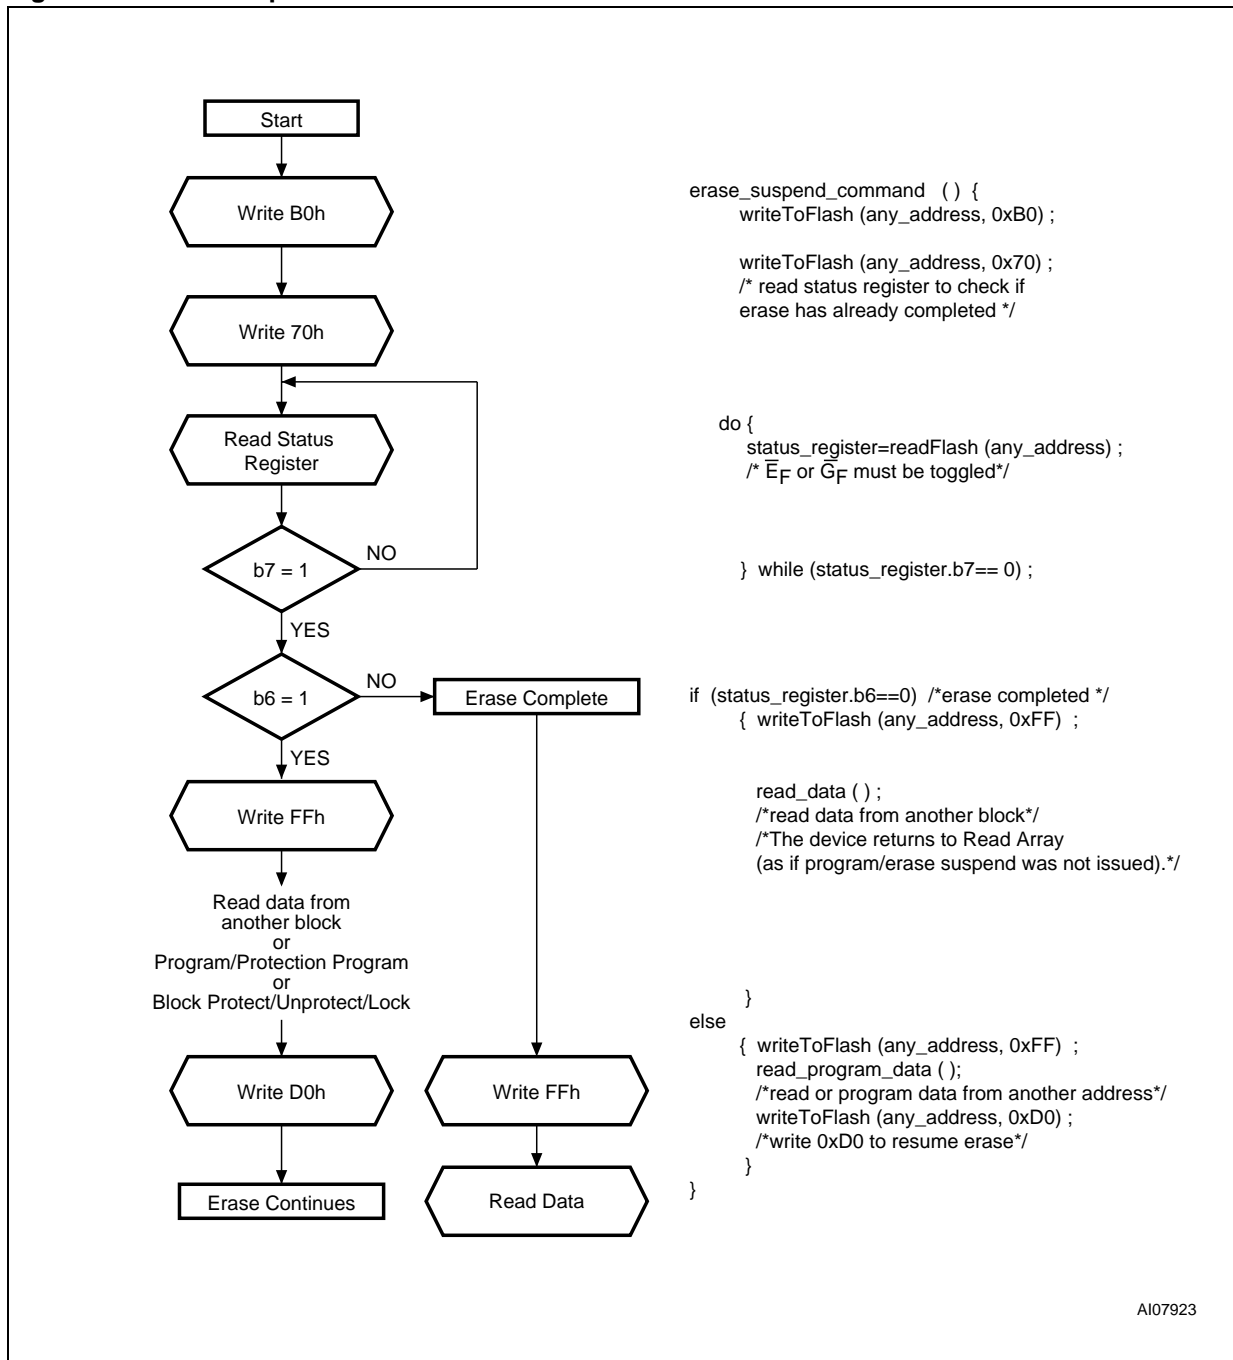 Start
Write B0h
Write 70h
Read Status
Register
b7 = 1
NO
YES
b6 = 1
NO
Erase Complete
YES
Write FFh
Read data from
another block
or
Program/Protection Program
or
Block Protect/Unprotect/Lock
Write D0h
Write FFh
Erase Continues
Read Data
erase_suspend_command ( ) {
writeToFlash (any_address, 0xB0) ;
writeToFlash (any_address, 0x70) ;
/* read status register to check if
erase has already completed */
do {
status_register=readFlash (any_address) ;
/* E̅F or G̅F must be toggled*/
} while (status_register.b7== 0) ;
if (status_register.b6==0) /*erase completed */
{ writeToFlash (any_address, 0xFF) ;
read_data ( ) ;
/*read data from another block*/
/*The device returns to Read Array
(as if program/erase suspend was not issued).*/
}
else
{ writeToFlash (any_address, 0xFF) ;
read_program_data ( );
/*read or program data from another address*/
writeToFlash (any_address, 0xD0) ;
/*write 0xD0 to resume erase*/
}
}
AI07923